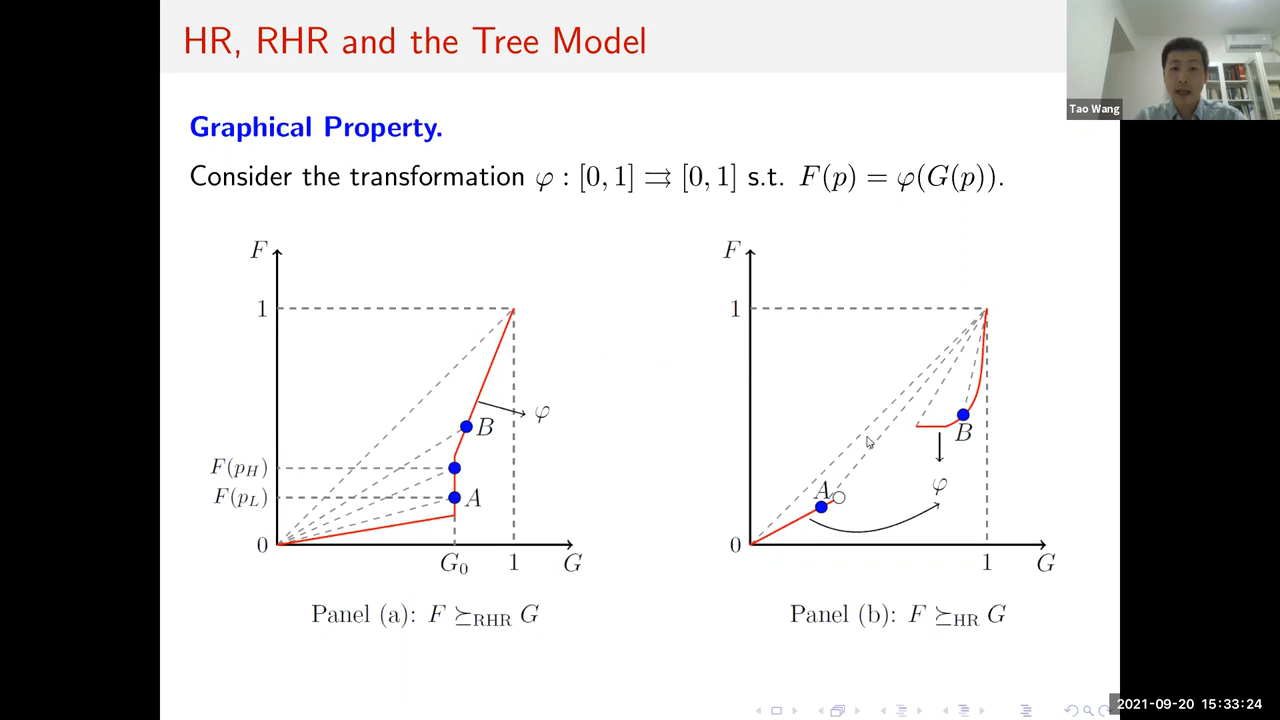 HR, RHR and the Tree Model
Tao Wang
Graphical Property.
Consider the transformation φ : [0, 1] ⇉ [0, 1] s.t. F(p) = φ(G(p)).
F
1
φ
B
F(p_H)
F(p_L)
A
0
G₀
1
G
Panel (a): F ⪰_RHR G
F
1
B
φ
A
0
1
G
Panel (b): F ⪰_HR G
2021-09-20 15:33:24